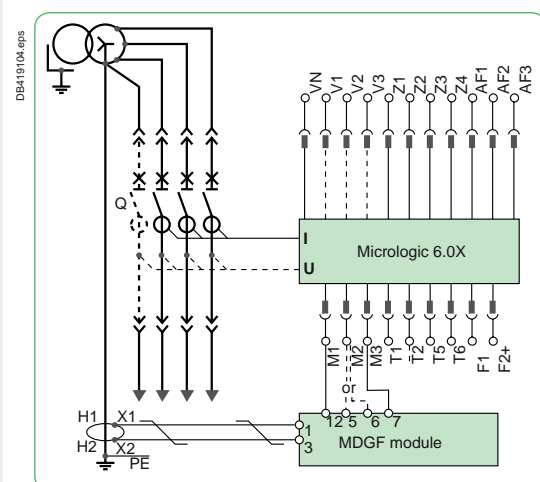 DB419104.eps
VN V1 V2 V3 Z1 Z2 Z3 Z4 AF1 AF2 AF3
Q
I
U
Micrologic 6.0X
M1 M2 M3 T1 T2 T5 T6 F1 F2+
or
12 5 6 7
H1 X1
1
3
MDGF module
H2 X2
PE